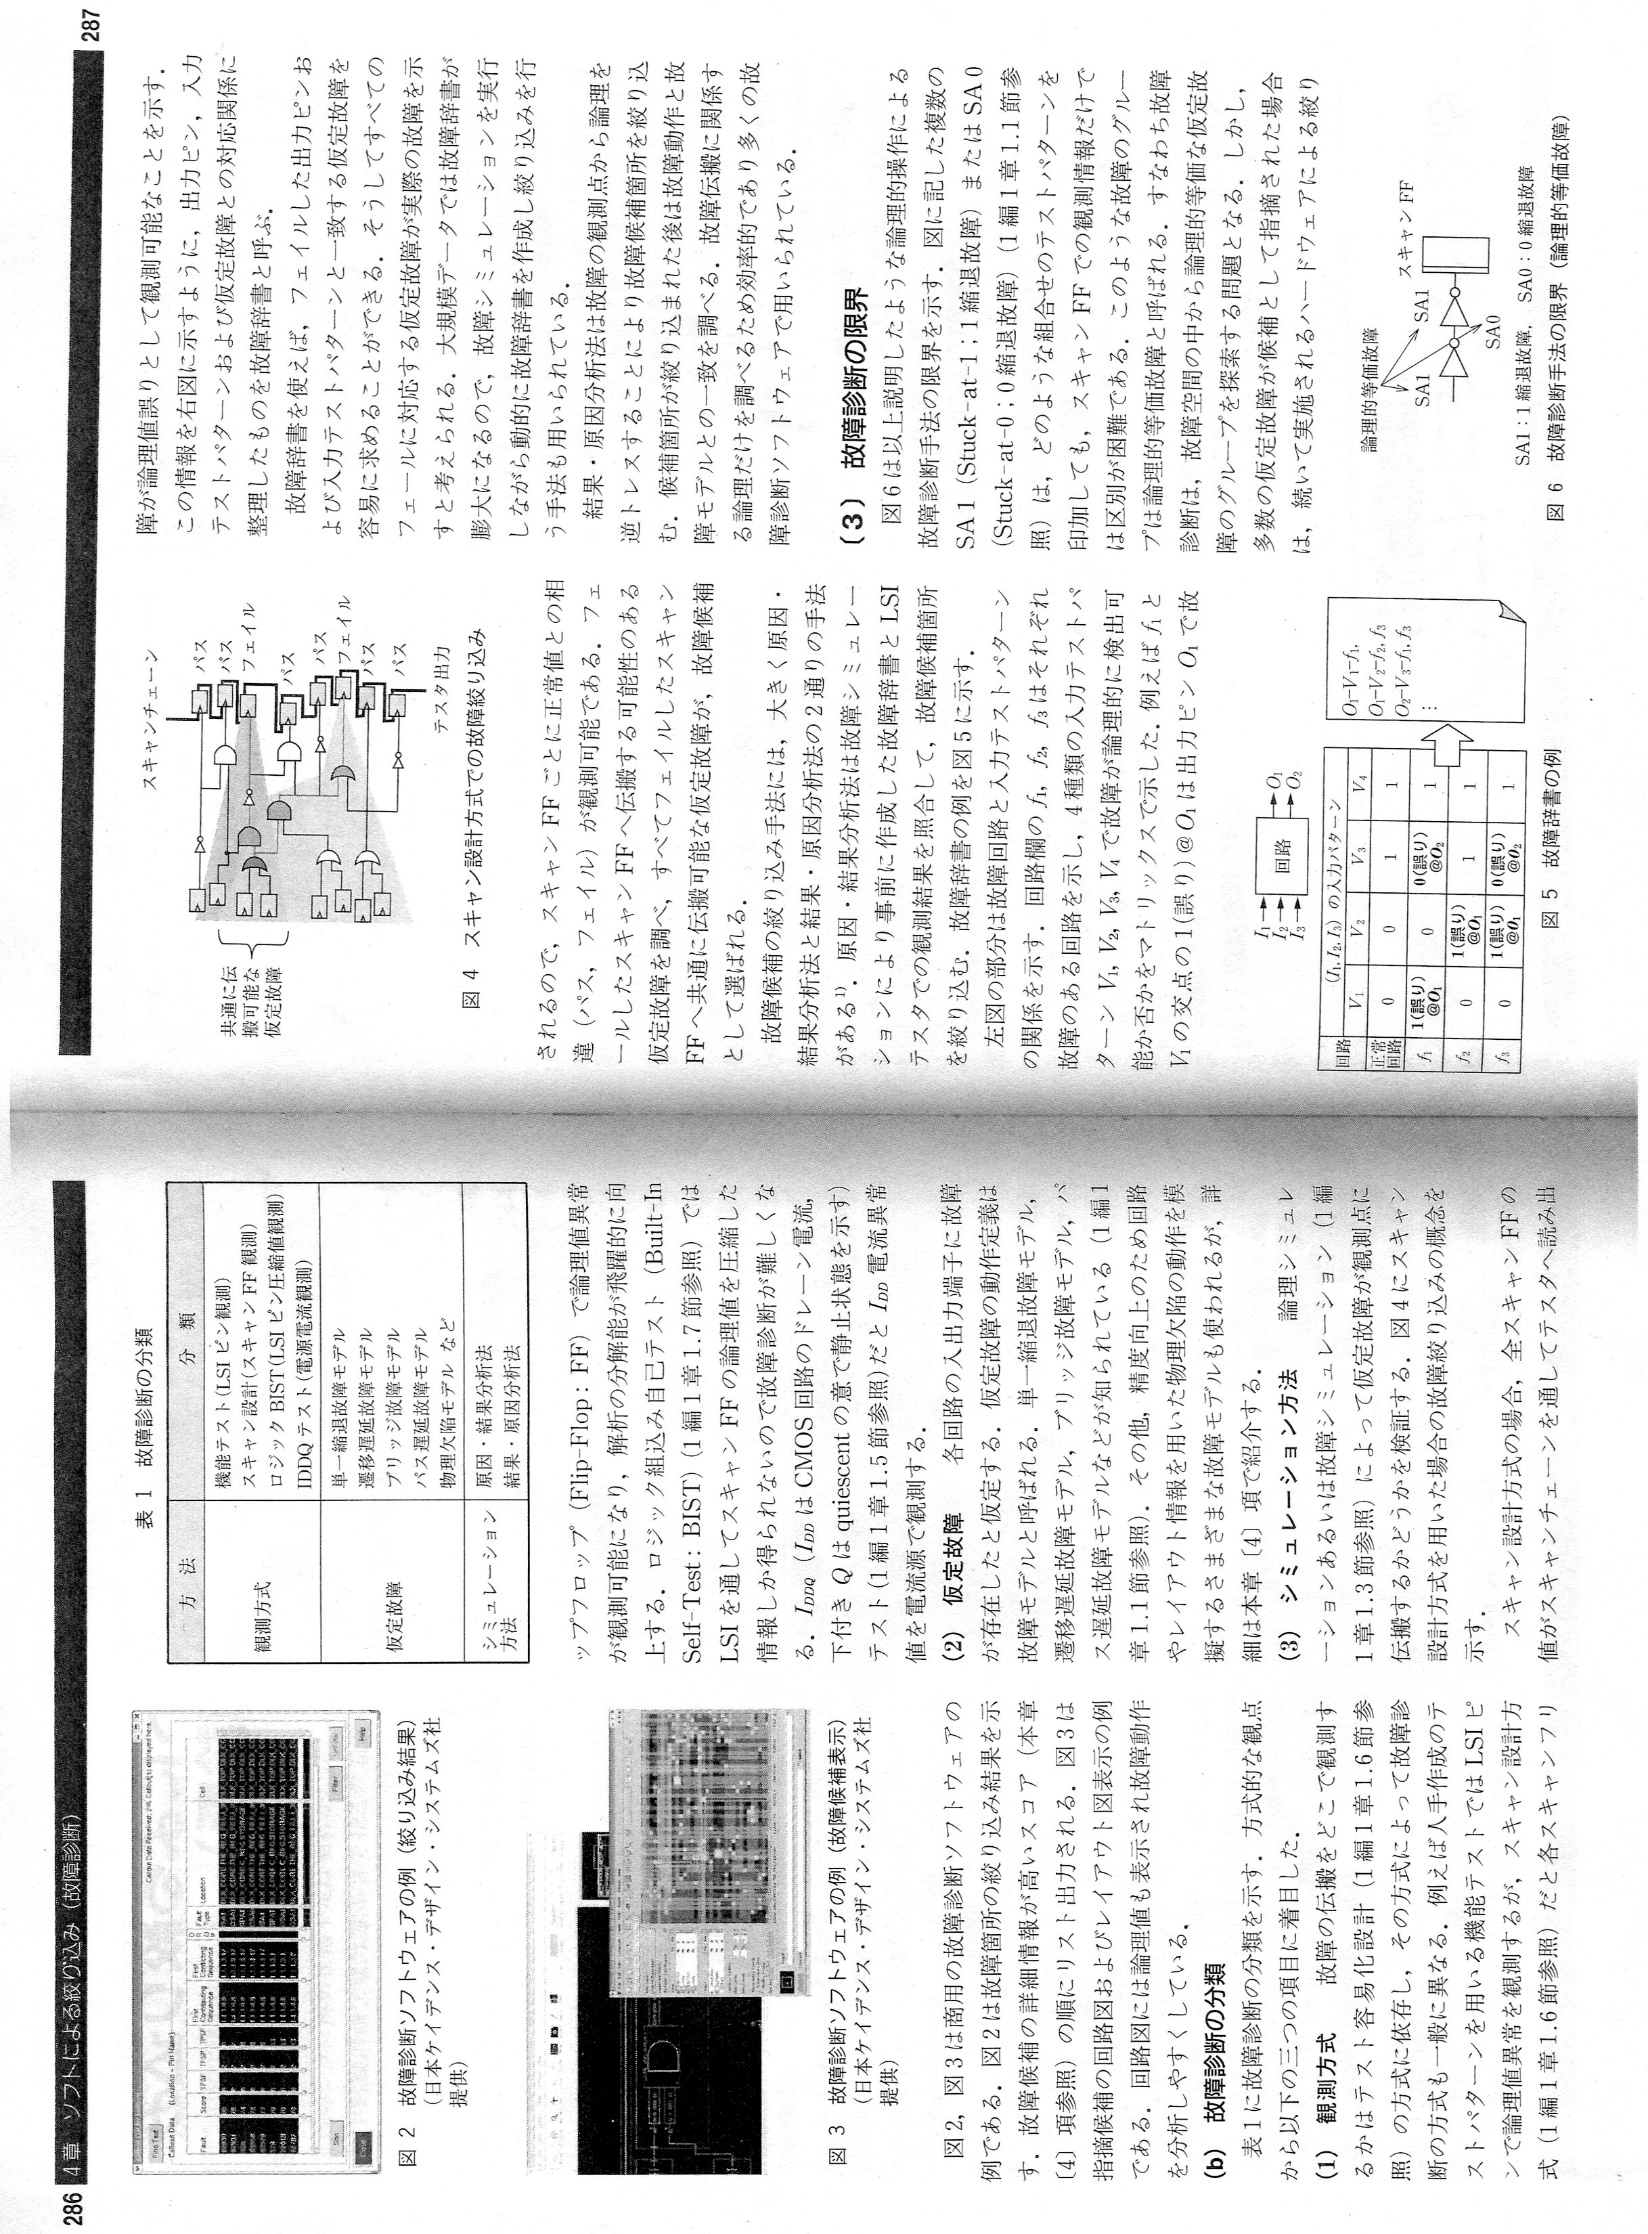 286 4章 ソフトによる絞り込み（故障診断）
図 2 故障診断ソフトウェアの例（絞り込み結果）
（日本ケイデンス・デザイン・システムズ社
提供）
図 3 故障診断ソフトウェアの例（故障候補表示）
（日本ケイデンス・デザイン・システムズ社
提供）
図2，図3は商用の故障診断ソフトウェアの
例である．図2は故障箇所の絞り込み結果を示
す．故障候補の詳細情報が高いスコア（本章
〔4〕項参照）の順にリスト出力される．図3は
指摘候補の回路図およびレイアウト図表示の例
である．回路図には論理値も表示され故障動作
を分析しやすくしている．
(b) 故障診断の分類
表1に故障診断の分類を示す．方式的な観点
から以下の三つの項目に着目した．
(1) 観測方式 故障の伝搬をどこで観測す
るかはテスト容易化設計（1編1章1.6節参
照）の方式に依存し，その方式によって故障診
断の方式も一般に異なる．例えば人手作成のテ
ストパターンを用いる機能テストではLSIピ
ンで論理値異常を観測するが，スキャン設計方
式（1編1章1.6節参照）だと各スキャンフリ
表 1 故障診断の分類
方 法 分 類
観測方式
機能テスト(LSIピン観測)
スキャン設計(スキャンFF観測)
ロジックBIST(LSIピン圧縮値観測)
IDDQテスト(電源電流観測)
仮定故障
単一縮退故障モデル
遷移遅延故障モデル
ブリッジ故障モデル
パス遅延故障モデル
物理欠陥モデル など
シミュレーション
方法
原因・結果分析法
結果・原因分析法
ップフロップ（Flip-Flop：FF）で論理値異常
が観測可能になり，解析の分解能が飛躍的に向
上する．ロジック組込み自己テスト（Built-In
Self-Test：BIST）（1編1章1.7節参照）では
LSIを通してスキャンFFの論理値を圧縮した
情報しか得られないので故障診断が難しくな
る．IDDQ（IDDはCMOS回路のドレーン電流，
下付きQはquiescentの意で静止状態を示す）
テスト(1編1章1.5節参照)だとIDD電流異常
値を電流源で観測する．
(2) 仮定故障 各回路の入出力端子に故障
が存在したと仮定する．仮定故障の動作定義は
故障モデルと呼ばれる．単一縮退故障モデル，
遷移遅延故障モデル，ブリッジ故障モデル，パ
ス遅延故障モデルなどが知られている（1編1
章1.1節参照）．その他，精度向上のため回路
やレイアウト情報を用いた物理欠陥の動作を模
擬するさまざまな故障モデルも使われるが，詳
細は本章〔4〕項で紹介する．
(3) シミュレーション方法 論理シミュレ
ーションあるいは故障シミュレーション（1編
1章1.3節参照）によって仮定故障が観測点に
伝搬するかどうかを検証する．図4にスキャン
設計方式を用いた場合の故障絞り込みの概念を
示す．
スキャン設計方式の場合，全スキャンFFの
値がスキャンチェーンを通してテスタへ読み出
287
スキャンチェーン
パス
パス
フェイル
パス
パス
フェイル
パス
パス
テスタ出力
共通に伝
搬可能な
仮定故障
図 4 スキャン設計方式での故障絞り込み
されるので，スキャンFFごとに正常値との相
違（パス，フェイル）が観測可能である．フェ
ールしたスキャンFFへ伝搬する可能性のある
仮定故障を調べ，すべてフェイルしたスキャン
FFへ共通に伝搬可能な仮定故障が，故障候補
として選ばれる．
故障候補の絞り込み手法には，大きく原因・
結果分析法と結果・原因分析法の2通りの手法
がある1)．原因・結果分析法は故障シミュレー
ションにより事前に作成した故障辞書とLSI
テスタでの観測結果を照合して，故障候補箇所
を絞り込む．故障辞書の例を図5に示す．
左図の部分は故障回路と入力テストパターン
の関係を示す．回路欄のf1, f2, f3はそれぞれ
故障のある回路を示し，4種類の入力テストパ
ターンV1, V2, V3, V4で故障が論理的に検出可
能か否かをマトリックスで示した．例えばf1と
V1の交点の1(誤り)@O1は出力ピンO1で故
I1
I2
I3
回路
O1
O2
回路 (I1, I2, I3)の入力パターン
V1 V2 V3 V4
正常
回路 0 0 1 1
f1 1(誤り)@O1 0 0(誤り)@O2 1
f2 0 1(誤り)@O1 1 1
f3 0 1(誤り)@O1 0(誤り)@O2 1
O1-V1-f1,
O1-V2-f2, f3
O2-V3-f1, f3
⋮
図 5 故障辞書の例
障が論理値誤りとして観測可能なことを示す．
この情報を右図に示すように，出力ピン，入力
テストパターンおよび仮定故障との対応関係に
整理したものを故障辞書と呼ぶ．
故障辞書を使えば，フェイルした出力ピンお
よび入力テストパターンと一致する仮定故障を
容易に求めることができる．そうしてすべての
フェールに対応する仮定故障が実際の故障を示
すと考えられる．大規模データでは故障辞書が
膨大になるので，故障シミュレーションを実行
しながら動的に故障辞書を作成し絞り込みを行
う手法も用いられている．
結果・原因分析法は故障の観測点から論理を
逆トレスすることにより故障候補箇所を絞り込
む．候補箇所が絞り込まれた後は故障動作と故
障モデルとの一致を調べる．故障伝搬に関係す
る論理だけを調べるため効率的であり多くの故
障診断ソフトウェアで用いられている．
〔3〕 故障診断の限界
図6は以上説明したような論理的操作による
故障診断手法の限界を示す．図に記した複数の
SA1（Stuck-at-1；1縮退故障）またはSA0
（Stuck-at-0；0縮退故障）（1編1章1.1節参
照）は，どのような組合せのテストパターンを
印加しても，スキャンFFでの観測情報だけで
は区別が困難である．このような故障のグルー
プは論理的等価故障と呼ばれる．すなわち故障
診断は，故障空間の中から論理的等価な仮定故
障のグループを探索する問題となる．しかし，
多数の仮定故障が候補として指摘された場合
は，続いて実施されるハードウェアによる絞り
論理的等価故障
スキャンFF
SA1
SA1
SA0
SA1：1縮退故障, SA0：0縮退故障
図 6 故障診断手法の限界（論理的等価故障）